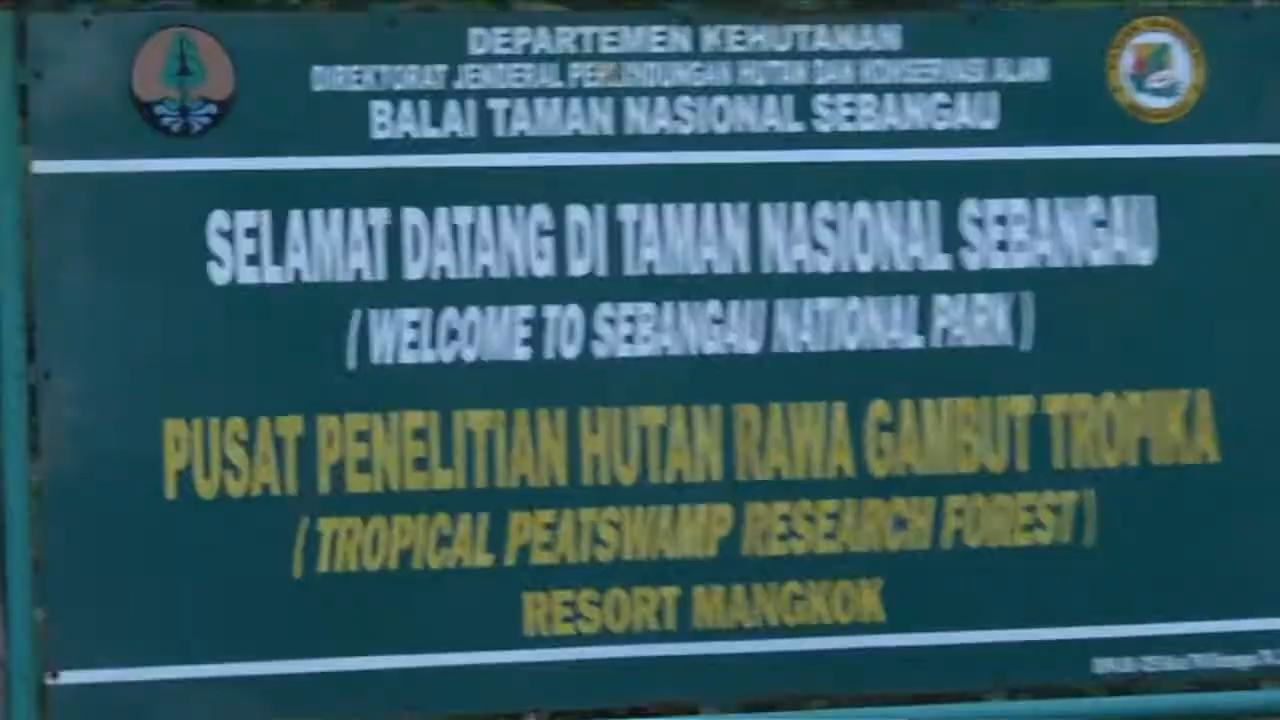 DEPARTEMEN KEHUTANAN
DIREKTORAT JENDERAL PERLINDUNGAN HUTAN DAN KONSERVASI ALAM
BALAI TAMAN NASIONAL SEBANGAU
SELAMAT DATANG DI TAMAN NASIONAL SEBANGAU
( WELCOME TO SEBANGAU NATIONAL PARK )
PUSAT PENELITIAN HUTAN RAWA GAMBUT TROPIKA
( TROPICAL PEATSWAMP RESEARCH FOREST )
RESORT MANGKOK